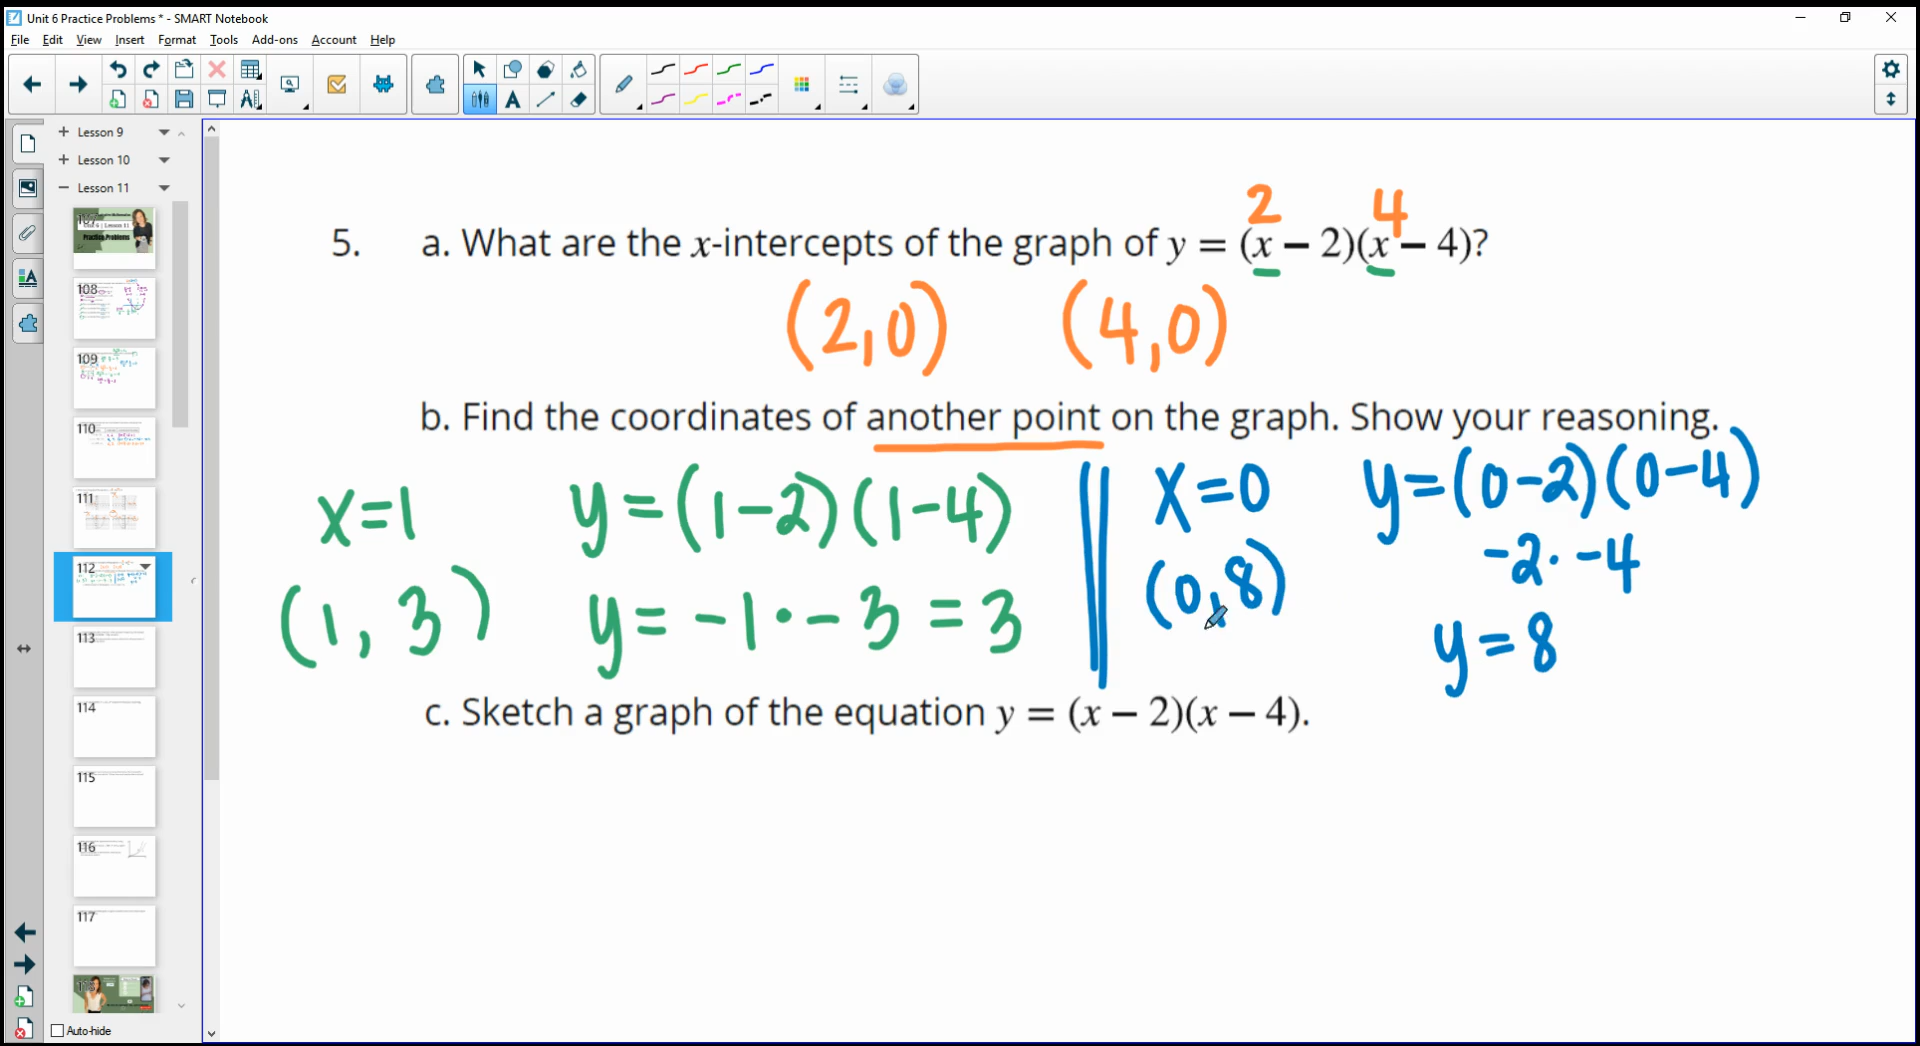 Unit 6 Practice Problems * - SMART Notebook
File Edit View Insert Format Tools Add-ons Account Help
Lesson 9
Lesson 10
Lesson 11
108
109
110
111
112
113
114
115
116
117
Auto-hide
2 4
5. a. What are the x-intercepts of the graph of y = (x – 2)(x – 4)?
(2,0) (4,0)
b. Find the coordinates of another point on the graph. Show your reasoning.
x=1 y=(1-2)(1-4) x=0 y=(0-2)(0-4)
-2·-4
(1, 3) y= -1·-3 = 3 (0,8)
y=8
c. Sketch a graph of the equation y = (x – 2)(x – 4).